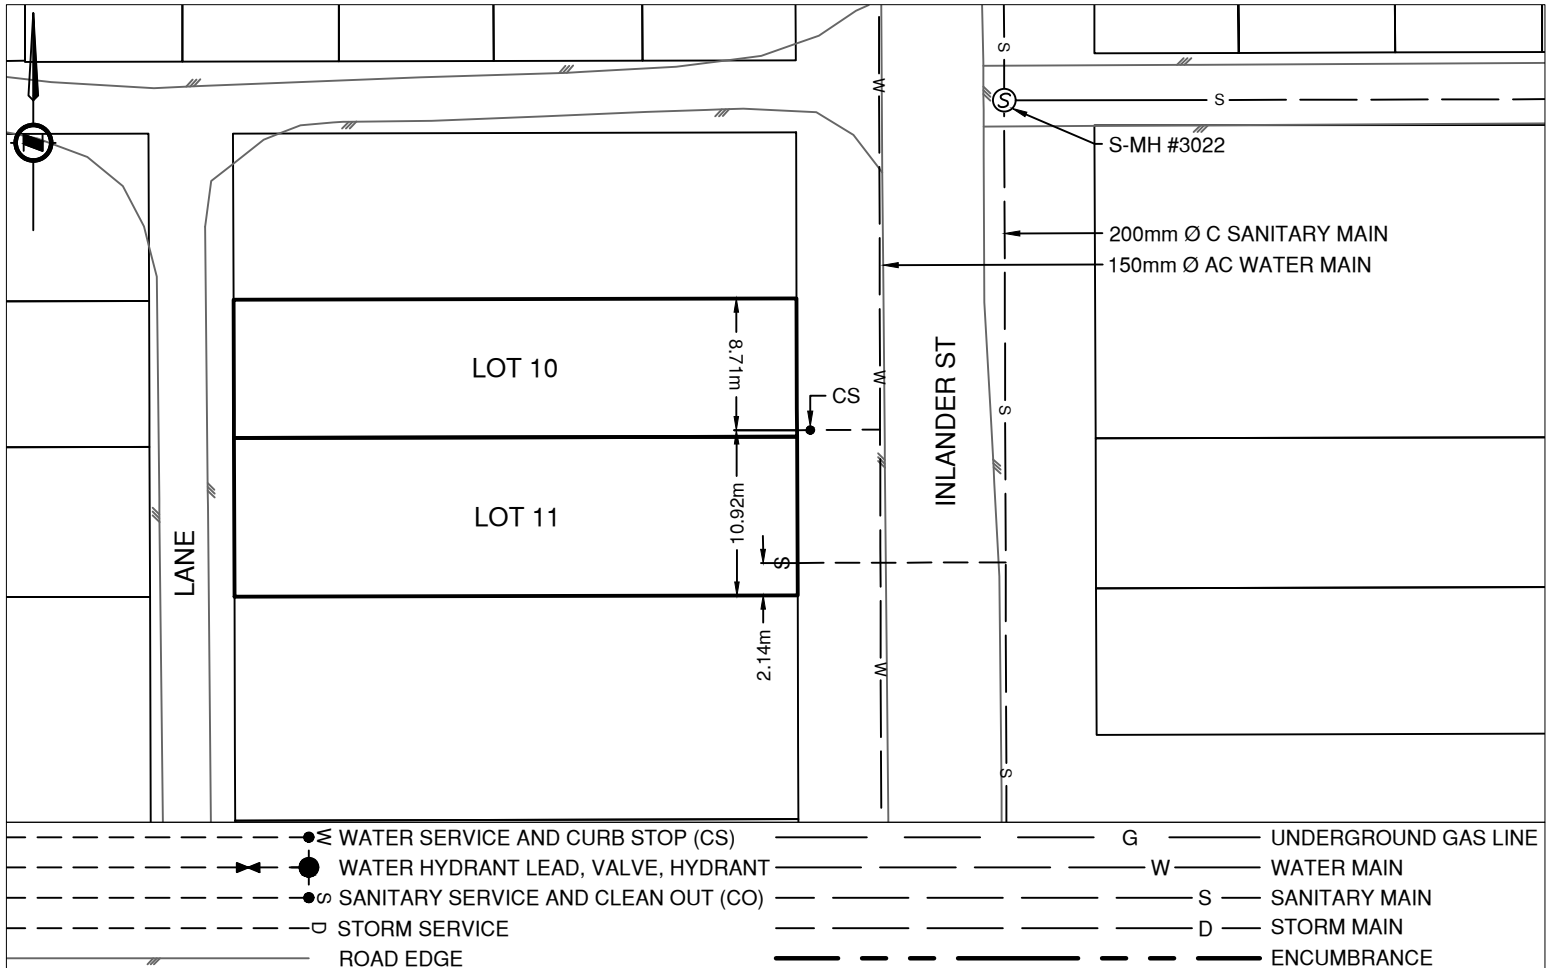 S
W
S
S
S-MH #3022
200mm Ø C SANITARY MAIN
150mm Ø AC WATER MAIN
8.71m
LOT 10
INLANDER ST
W
CS
S
LOT 11
10.92m
LANE
S
2.14m
W
S
W WATER SERVICE AND CURB STOP (CS)
WATER HYDRANT LEAD, VALVE, HYDRANT
S SANITARY SERVICE AND CLEAN OUT (CO)
D STORM SERVICE
ROAD EDGE
G UNDERGROUND GAS LINE
W WATER MAIN
S SANITARY MAIN
D STORM MAIN
ENCUMBRANCE